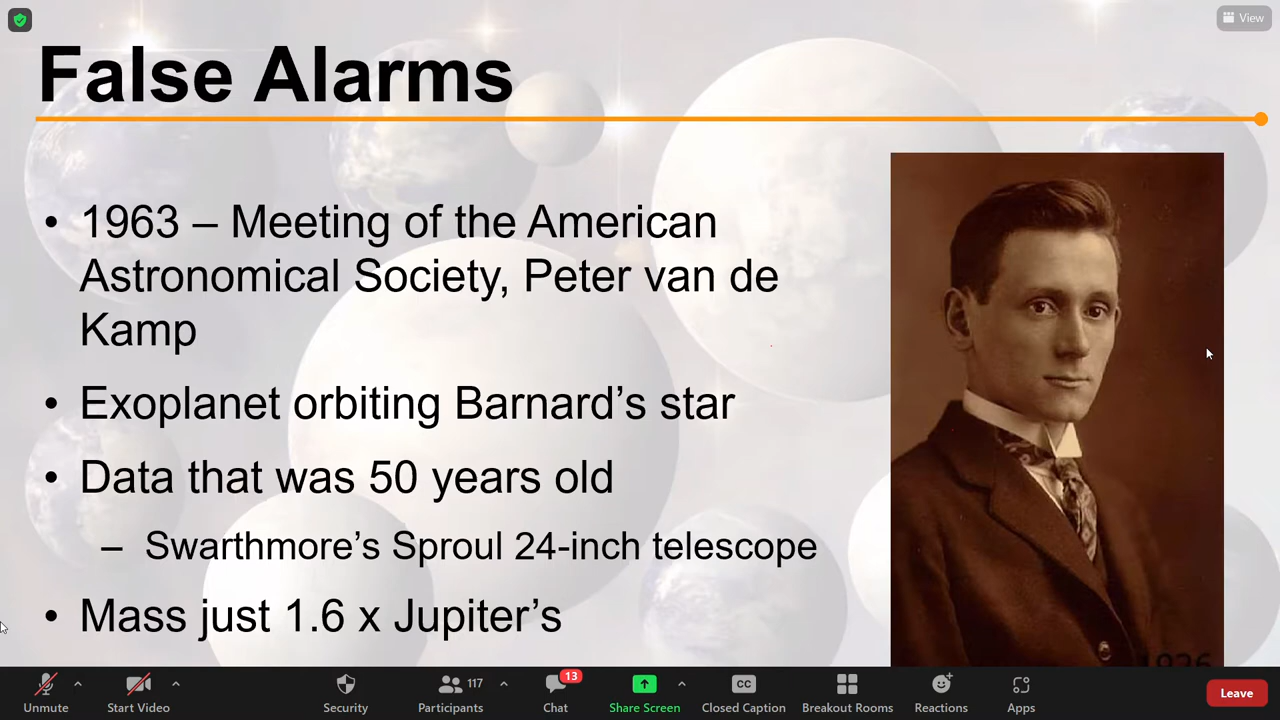 View
False Alarms
• 1963 – Meeting of the American
Astronomical Society, Peter van de
Kamp
• Exoplanet orbiting Barnard’s star
• Data that was 50 years old
– Swarthmore’s Sproul 24-inch telescope
• Mass just 1.6 x Jupiter’s
1926
Unmute
Start Video
Security
117
Participants
13
Chat
Share Screen
CC
Closed Caption
Breakout Rooms
Reactions
Apps
Leave